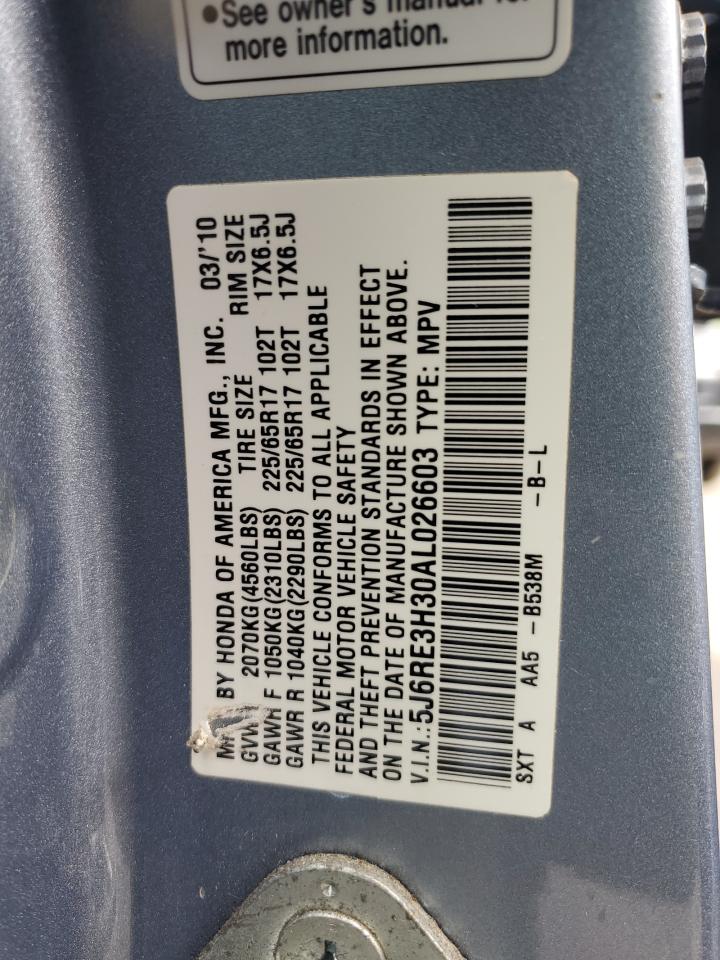 •See owner's manual for
more information.
BY HONDA OF AMERICA MFG., INC. 03/'10
2070KG(4560LBS) TIRE SIZE RIM SIZE
GAWR F 1050KG(2310LBS) 225/65R17 102T 17X6.5J
GAWR R 1040KG(2290LBS) 225/65R17 102T 17X6.5J
THIS VEHICLE CONFORMS TO ALL APPLICABLE
FEDERAL MOTOR VEHICLE SAFETY
AND THEFT PREVENTION STANDARDS IN EFFECT
ON THE DATE OF MANUFACTURE SHOWN ABOVE.
V.I.N.:5J6RE3H30AL026603 TYPE: MPV
SXT A AA5 -B538M -B-L